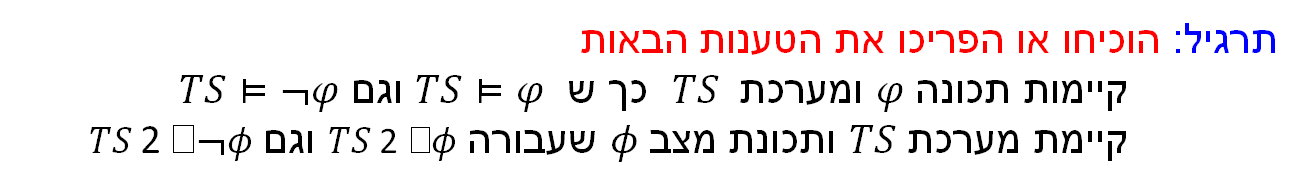 תרגיל: הוכיחו או הפריכו את הטענות הבאות
קיימות תכונה φ ומערכת TS כך ש TS ⊨ φ וגם TS ⊨ ¬φ
קיימת מערכת TS ותכונת מצב ϕ שעבורה TS 2 □ϕ וגם TS 2 □¬ϕ